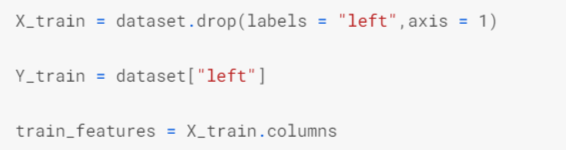 X_train = dataset.drop(labels = "left",axis = 1)
Y_train = dataset["left"]
train_features = X_train.columns